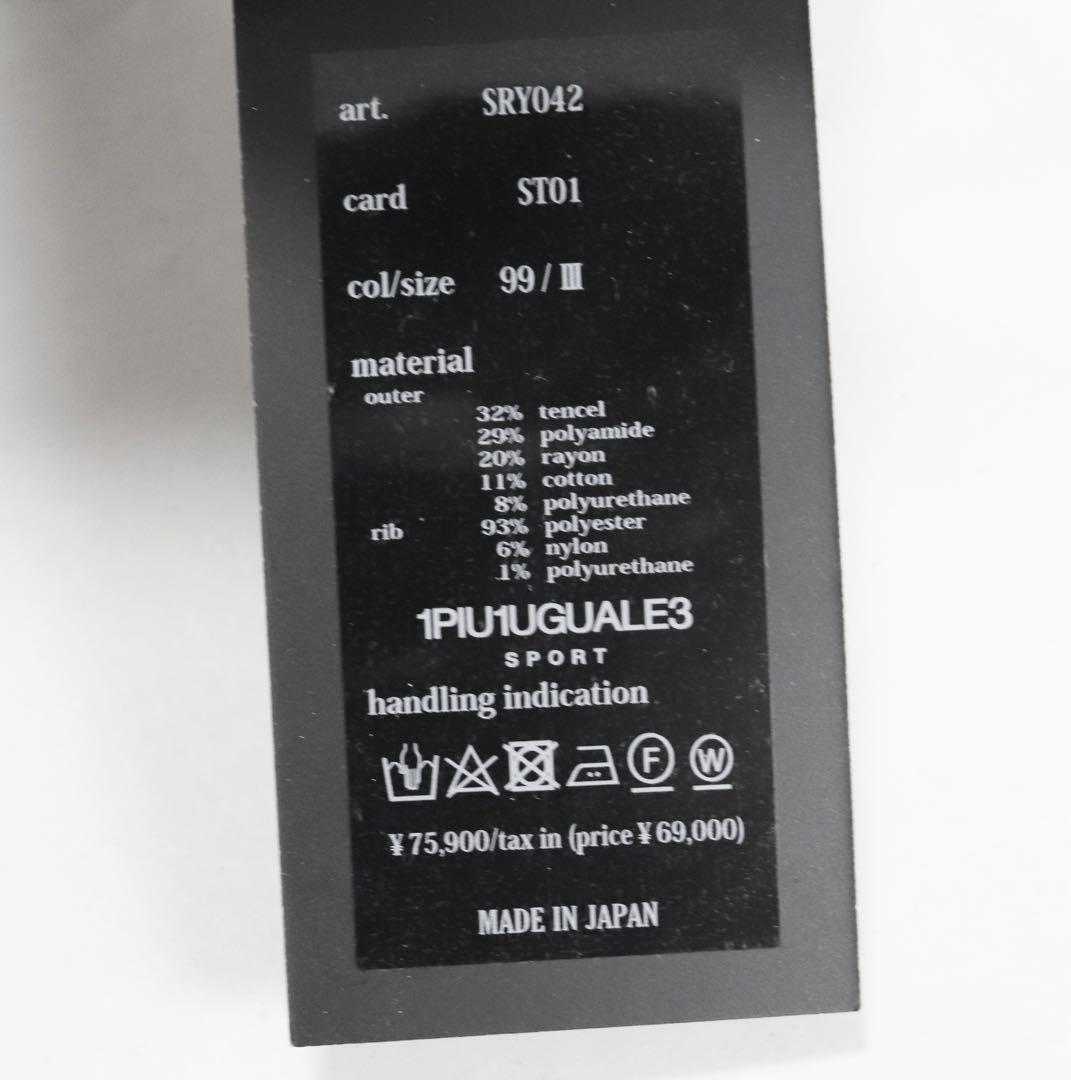 art. SRY042
card ST01
col/size 99 / Ⅲ
material
outer
32% tencel
29% polyamide
20% rayon
11% cotton
8% polyurethane
rib 93% polyester
6% nylon
1% polyurethane
1PIU1UGUALE3
SPORT
handling indication
F W
¥75,900/tax in (price ¥69,000)
MADE IN JAPAN